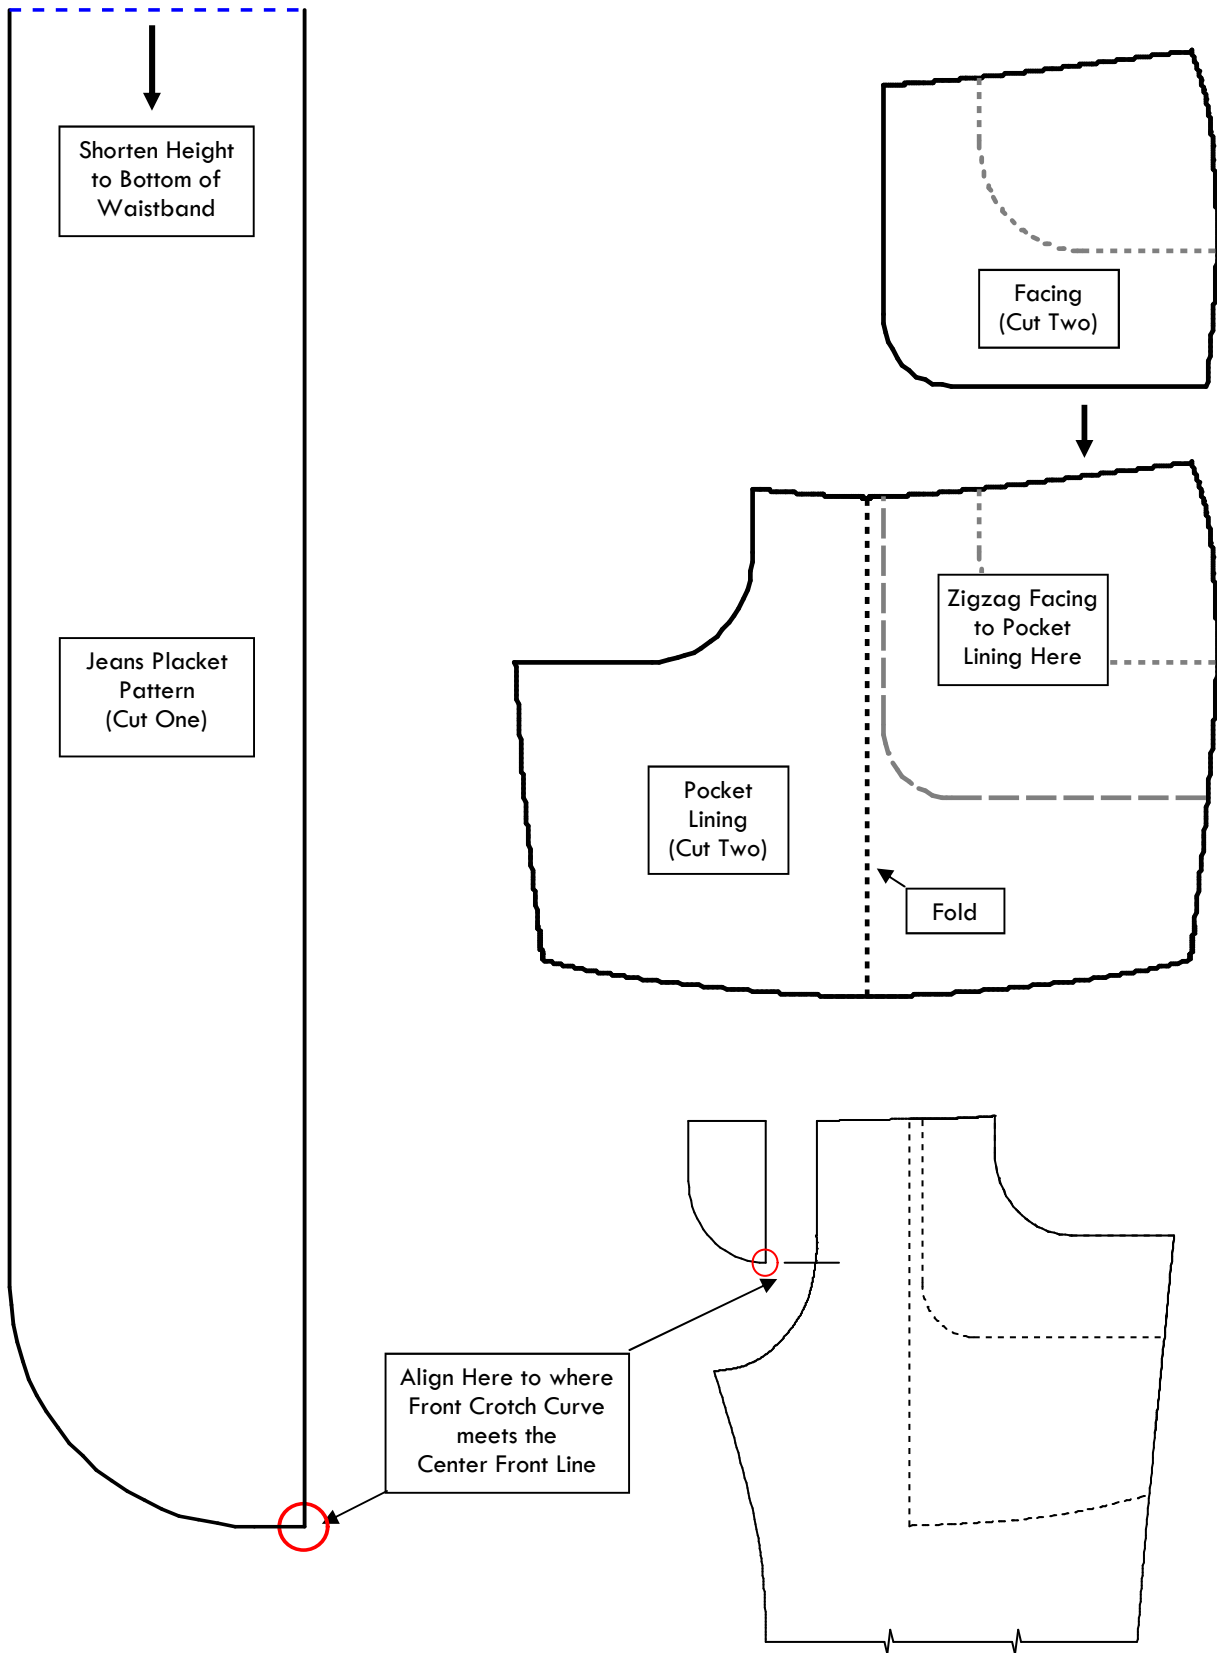 Shorten Height
to Bottom of
Waistband
Facing
(Cut Two)
Zigzag Facing
to Pocket
Lining Here
Jeans Placket
Pattern
(Cut One)
Pocket
Lining
(Cut Two)
Fold
Align Here to where
Front Crotch Curve
meets the
Center Front Line